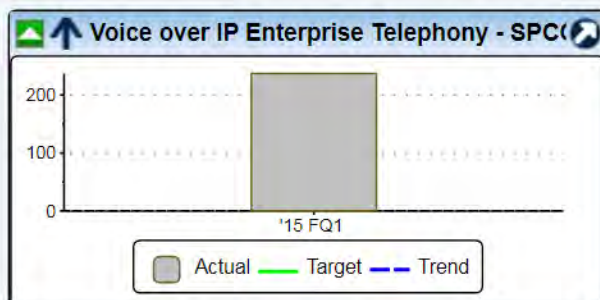 Voice over IP Enterprise Telephony - SPC
200
100
0
'15 FQ1
Actual Target Trend